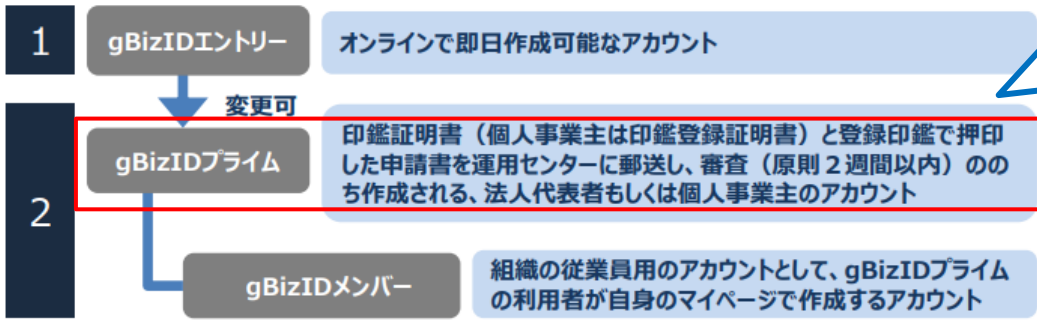 1
gBizIDエントリー
オンラインで即日作成可能なアカウント
変更可
2
gBizIDプライム
印鑑証明書（個人事業主は印鑑登録証明書）と登録印鑑で押印
した申請書を運用センターに郵送し、審査（原則２週間以内）のの
ち作成される、法人代表者もしくは個人事業主のアカウント
gBizIDメンバー
組織の従業員用のアカウントとして、gBizIDプライム
の利用者が自身のマイページで作成するアカウント